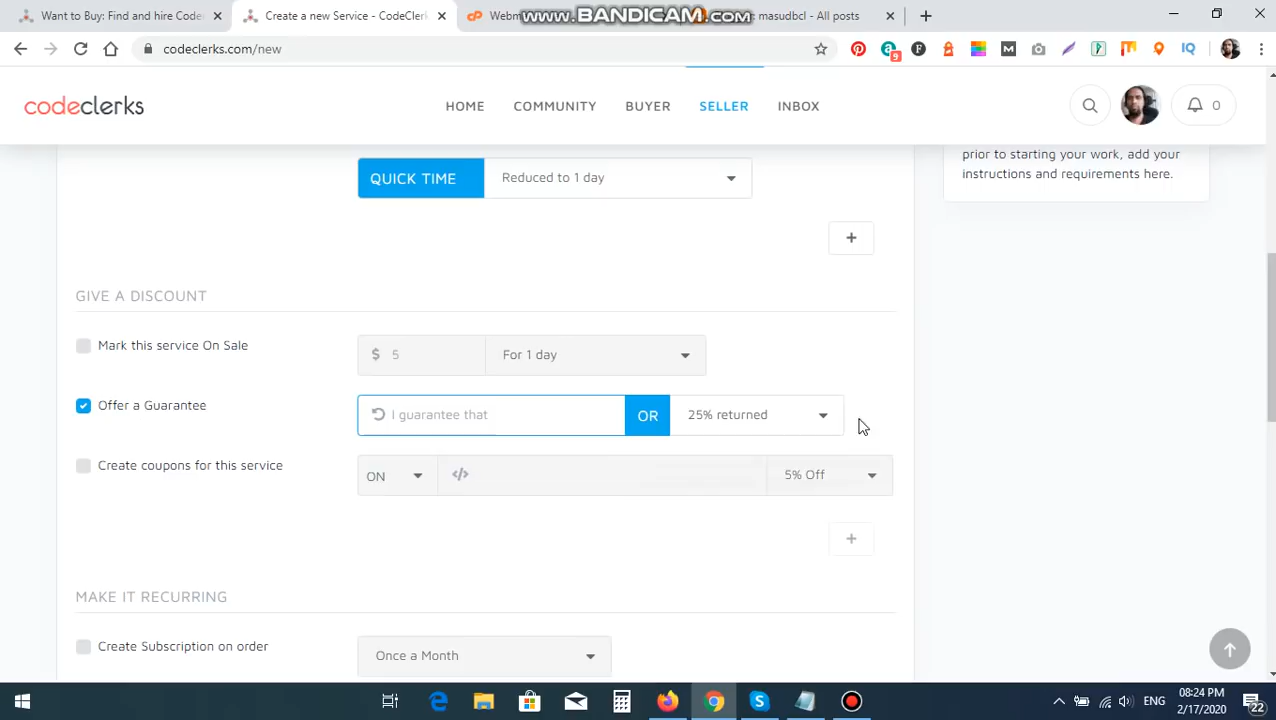 Want to Buy: Find and hire Codec
Create a new Service - CodeClerk
Webm
www.BANDICAM.com
: masudbcl - All posts
codeclerks.com/new
9
codeclerks
HOME
COMMUNITY
BUYER
SELLER
INBOX
0
prior to starting your work, add your
instructions and requirements here.
QUICK TIME
Reduced to 1 day
+
GIVE A DISCOUNT
Mark this service On Sale
$ 5
For 1 day
Offer a Guarantee
I guarantee that
OR
25% returned
Create coupons for this service
ON
</>
5% Off
+
MAKE IT RECURRING
Create Subscription on order
Once a Month
ENG
08:24 PM
2/17/2020
22